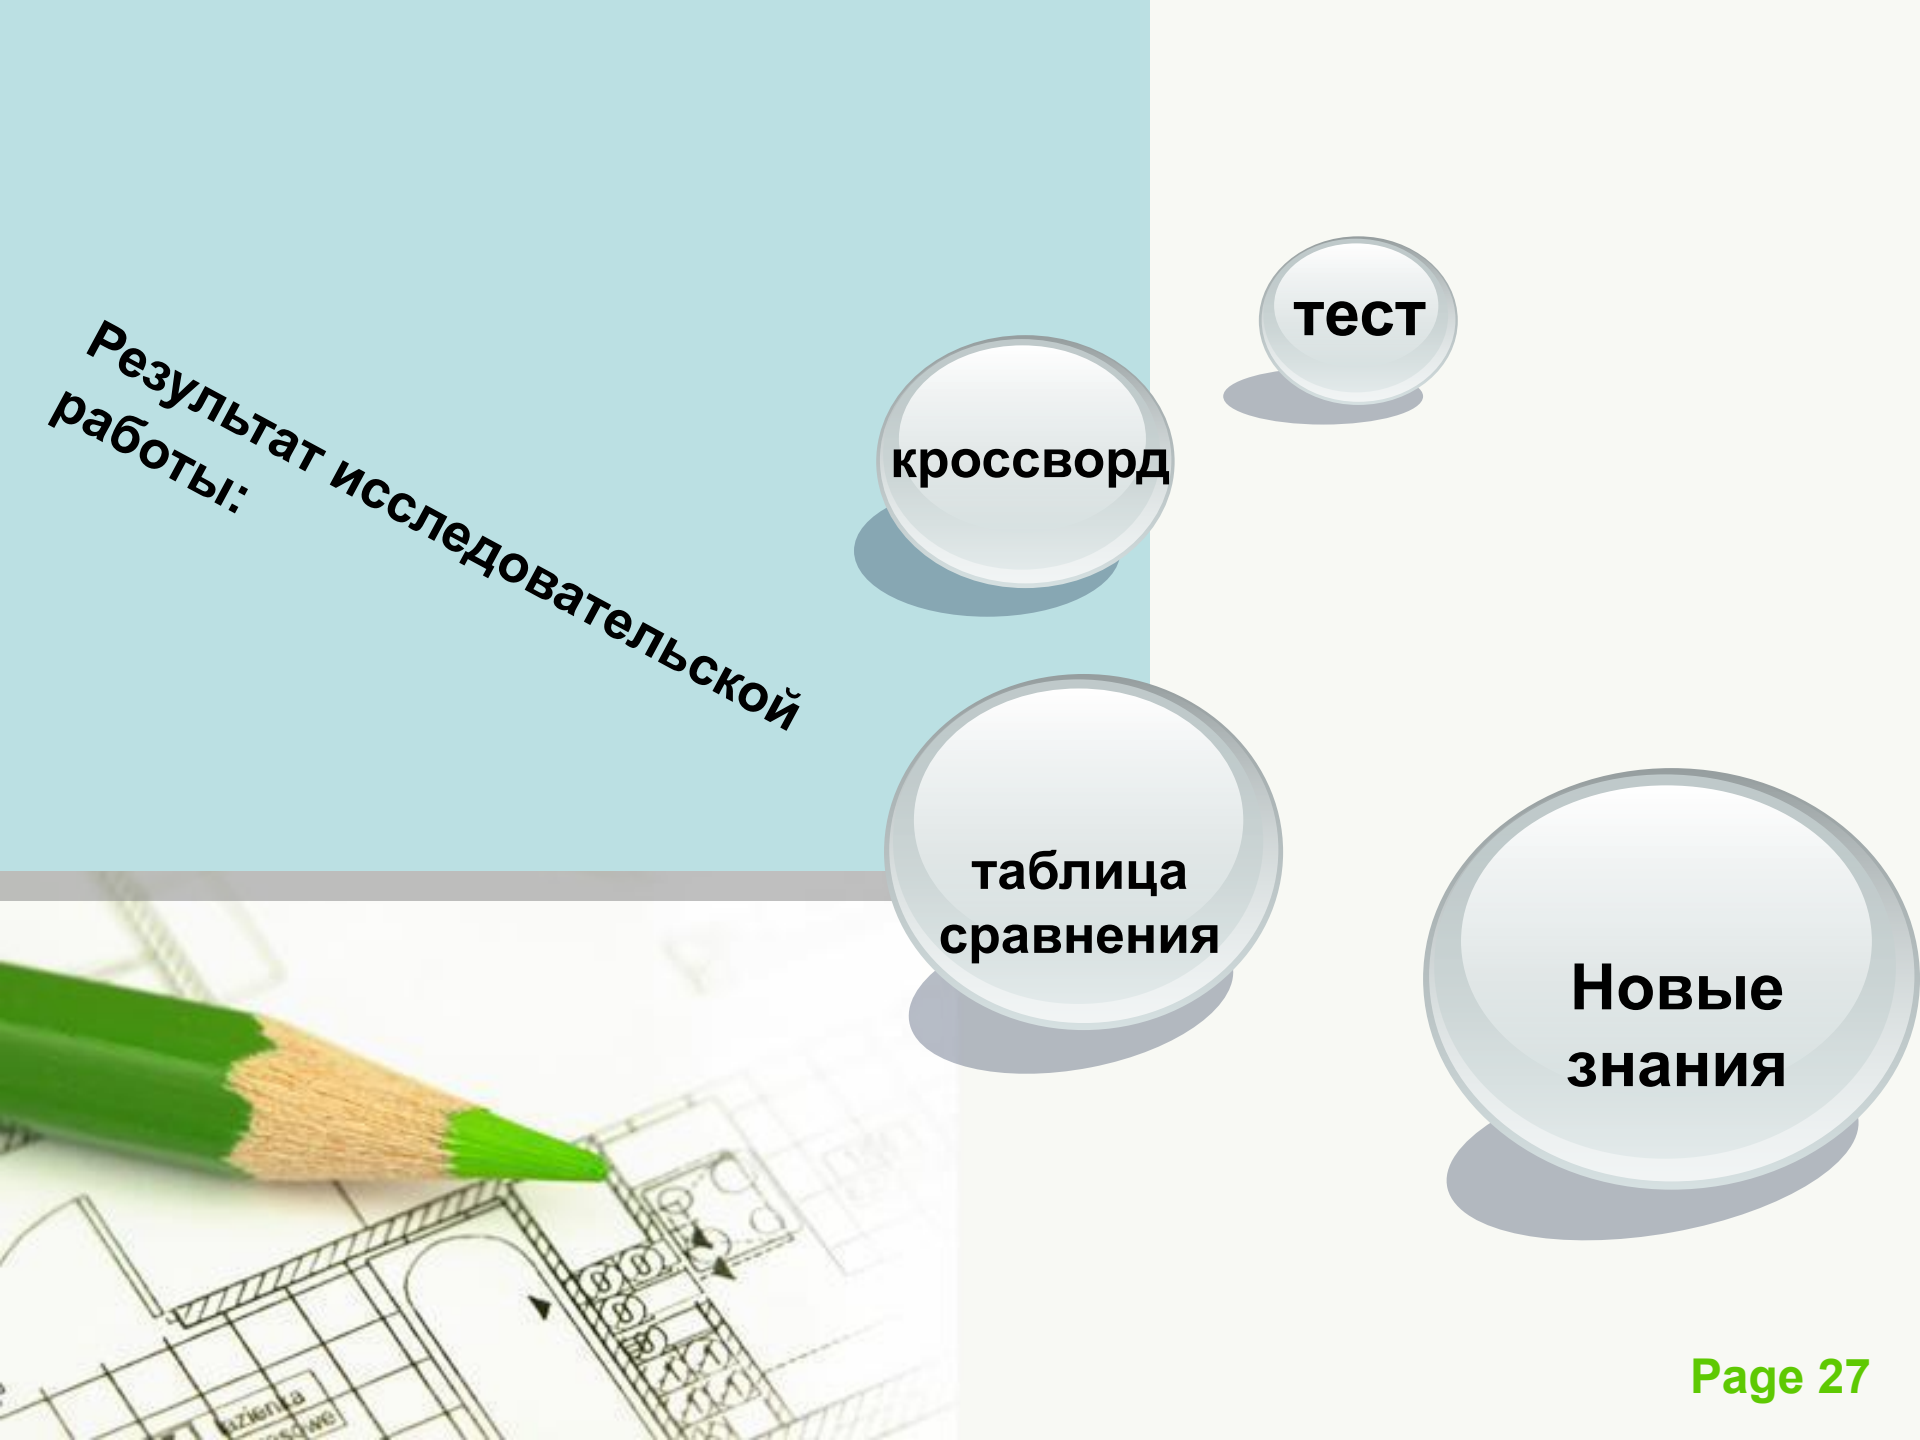 Результат исследовательской
работы:
тест
кроссворд
таблица
сравнения
Новые
знания
Page 27